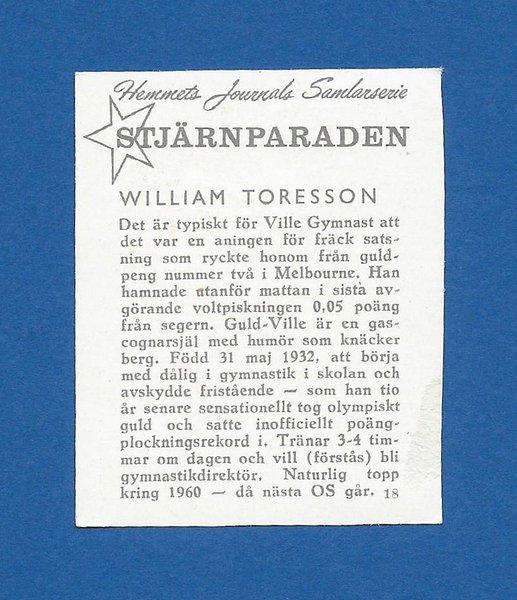 Hemmets Journals Samlarserie
STJÄRNPARADEN
WILLIAM TORESSON
Det är typiskt för Ville Gymnast att
det var en aningen för fräck sats-
ning som ryckte honom från guld-
peng nummer två i Melbourne. Han
hamnade utanför mattan i sista av-
görande voltpiskningen 0,05 poäng
från segern. Guld-Ville är en gas-
cognarsjäl med humör som knäcker
berg. Född 31 maj 1932, att börja
med dålig i gymnastik i skolan och
avskydde fristående — som han tio
år senare sensationellt tog olympiskt
guld och satte inofficiellt poäng-
plockningsrekord i. Tränar 3-4 tim-
mar om dagen och vill (förstås) bli
gymnastikdirektör. Naturlig topp
kring 1960 — då nästa OS går. 18